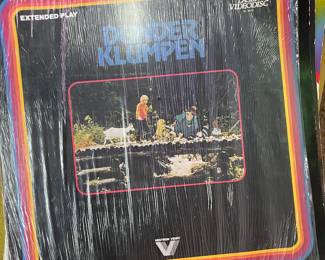 EXTENDED PLAY
VIDEODISC
DUNDER
KLUMPEN
V